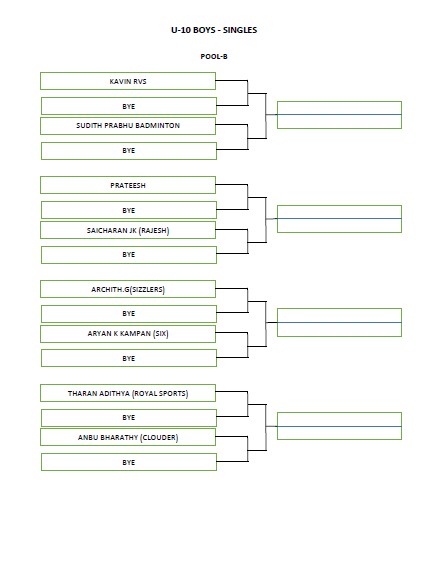 U-10 BOYS - SINGLES
POOL-B
KAVIN RVS
BYE
SUDITH PRABHU BADMINTON
BYE
PRATEESH
BYE
SAICHARAN JK (RAJESH)
BYE
ARCHITH.G(SIZZLERS)
BYE
ARYAN K KAMPAN (SIX)
BYE
THARAN ADITHYA (ROYAL SPORTS)
BYE
ANBU BHARATHY (CLOUDER)
BYE